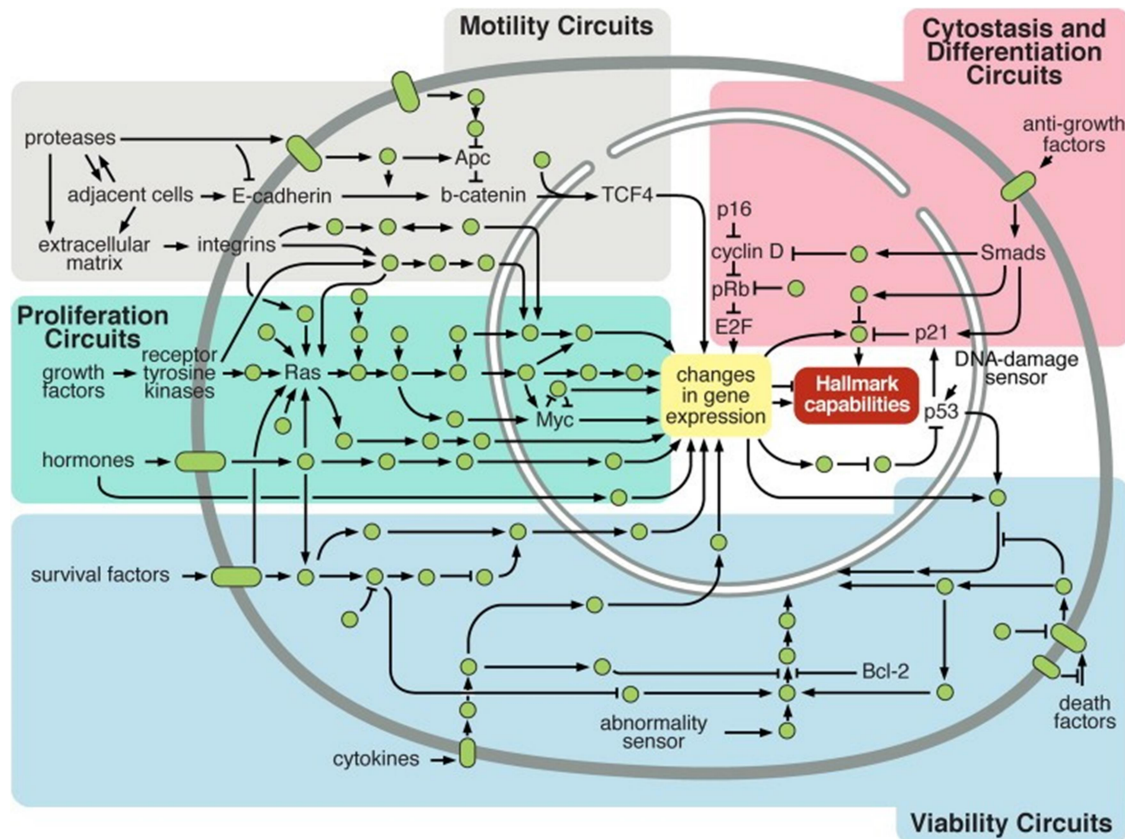 Motility Circuits
Cytostasis and
Differentiation
Circuits
proteases
adjacent cells
E-cadherin
extracellular
matrix
integrins
Apc
b-catenin
TCF4
anti-growth
factors
p16
cyclin D
Smads
pRb
E2F
p21
DNA-damage
sensor
Proliferation
Circuits
growth
factors
receptor
tyrosine
kinases
Ras
Myc
changes
in gene
expression
Hallmark
capabilities
p53
hormones
survival factors
Bcl-2
abnormality
sensor
death
factors
cytokines
Viability Circuits